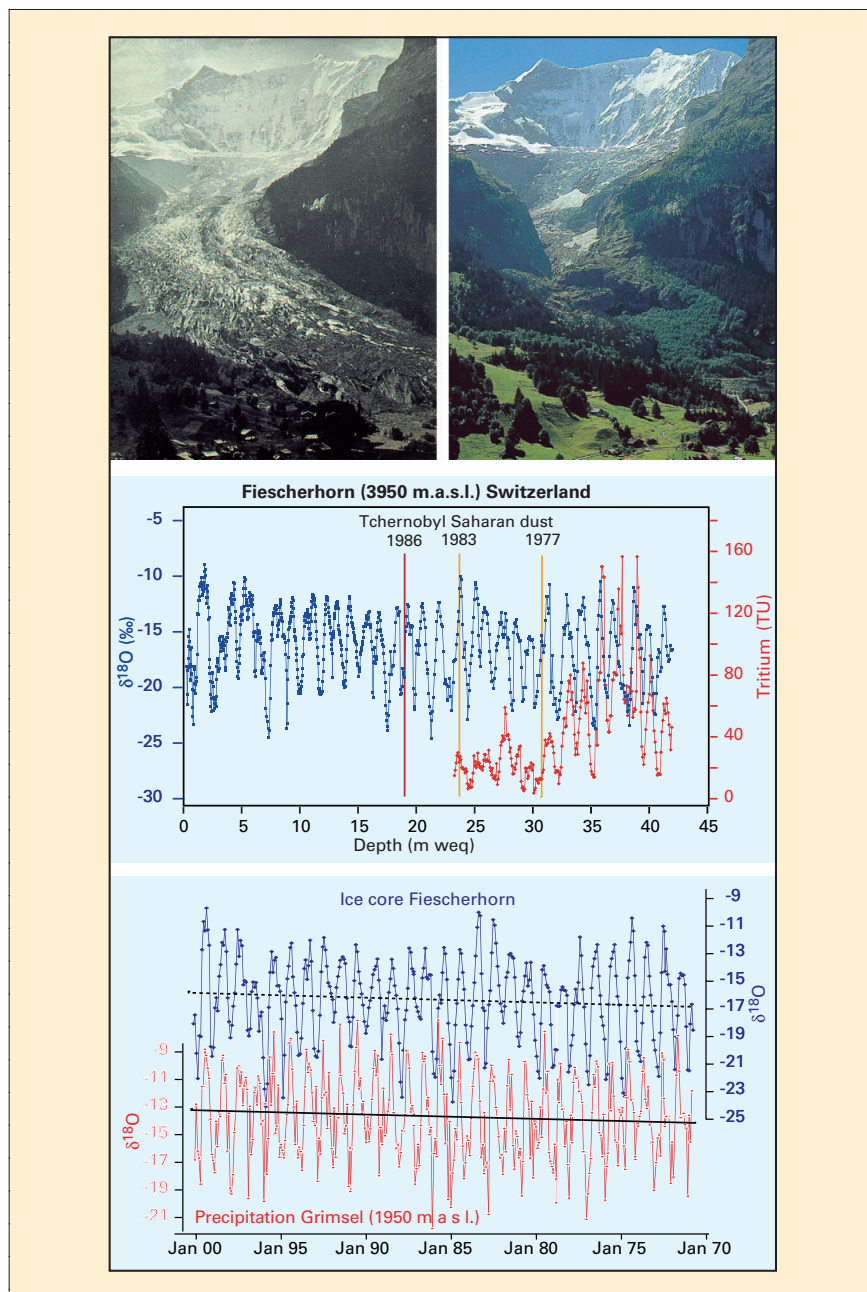 Fiescherhorn (3950 m.a.s.l.) Switzerland
Tchernobyl Saharan dust
1986 1983 1977
-5
-10
-15
-20
-25
-30
δ18O (‰)
160
120
80
40
0
Tritium (TU)
0 5 10 15 20 25 30 35 40 45
Depth (m weq)
Ice core Fiescherhorn
-9
-11
-13
-15
-17
-19
-21
-23
-25
δ18O
-9
-11
-13
-15
-17
-19
-21
δ18O
Precipitation Grimsel (1950 m a s l.)
Jan 00 Jan 95 Jan 90 Jan 85 Jan 80 Jan 75 Jan 70